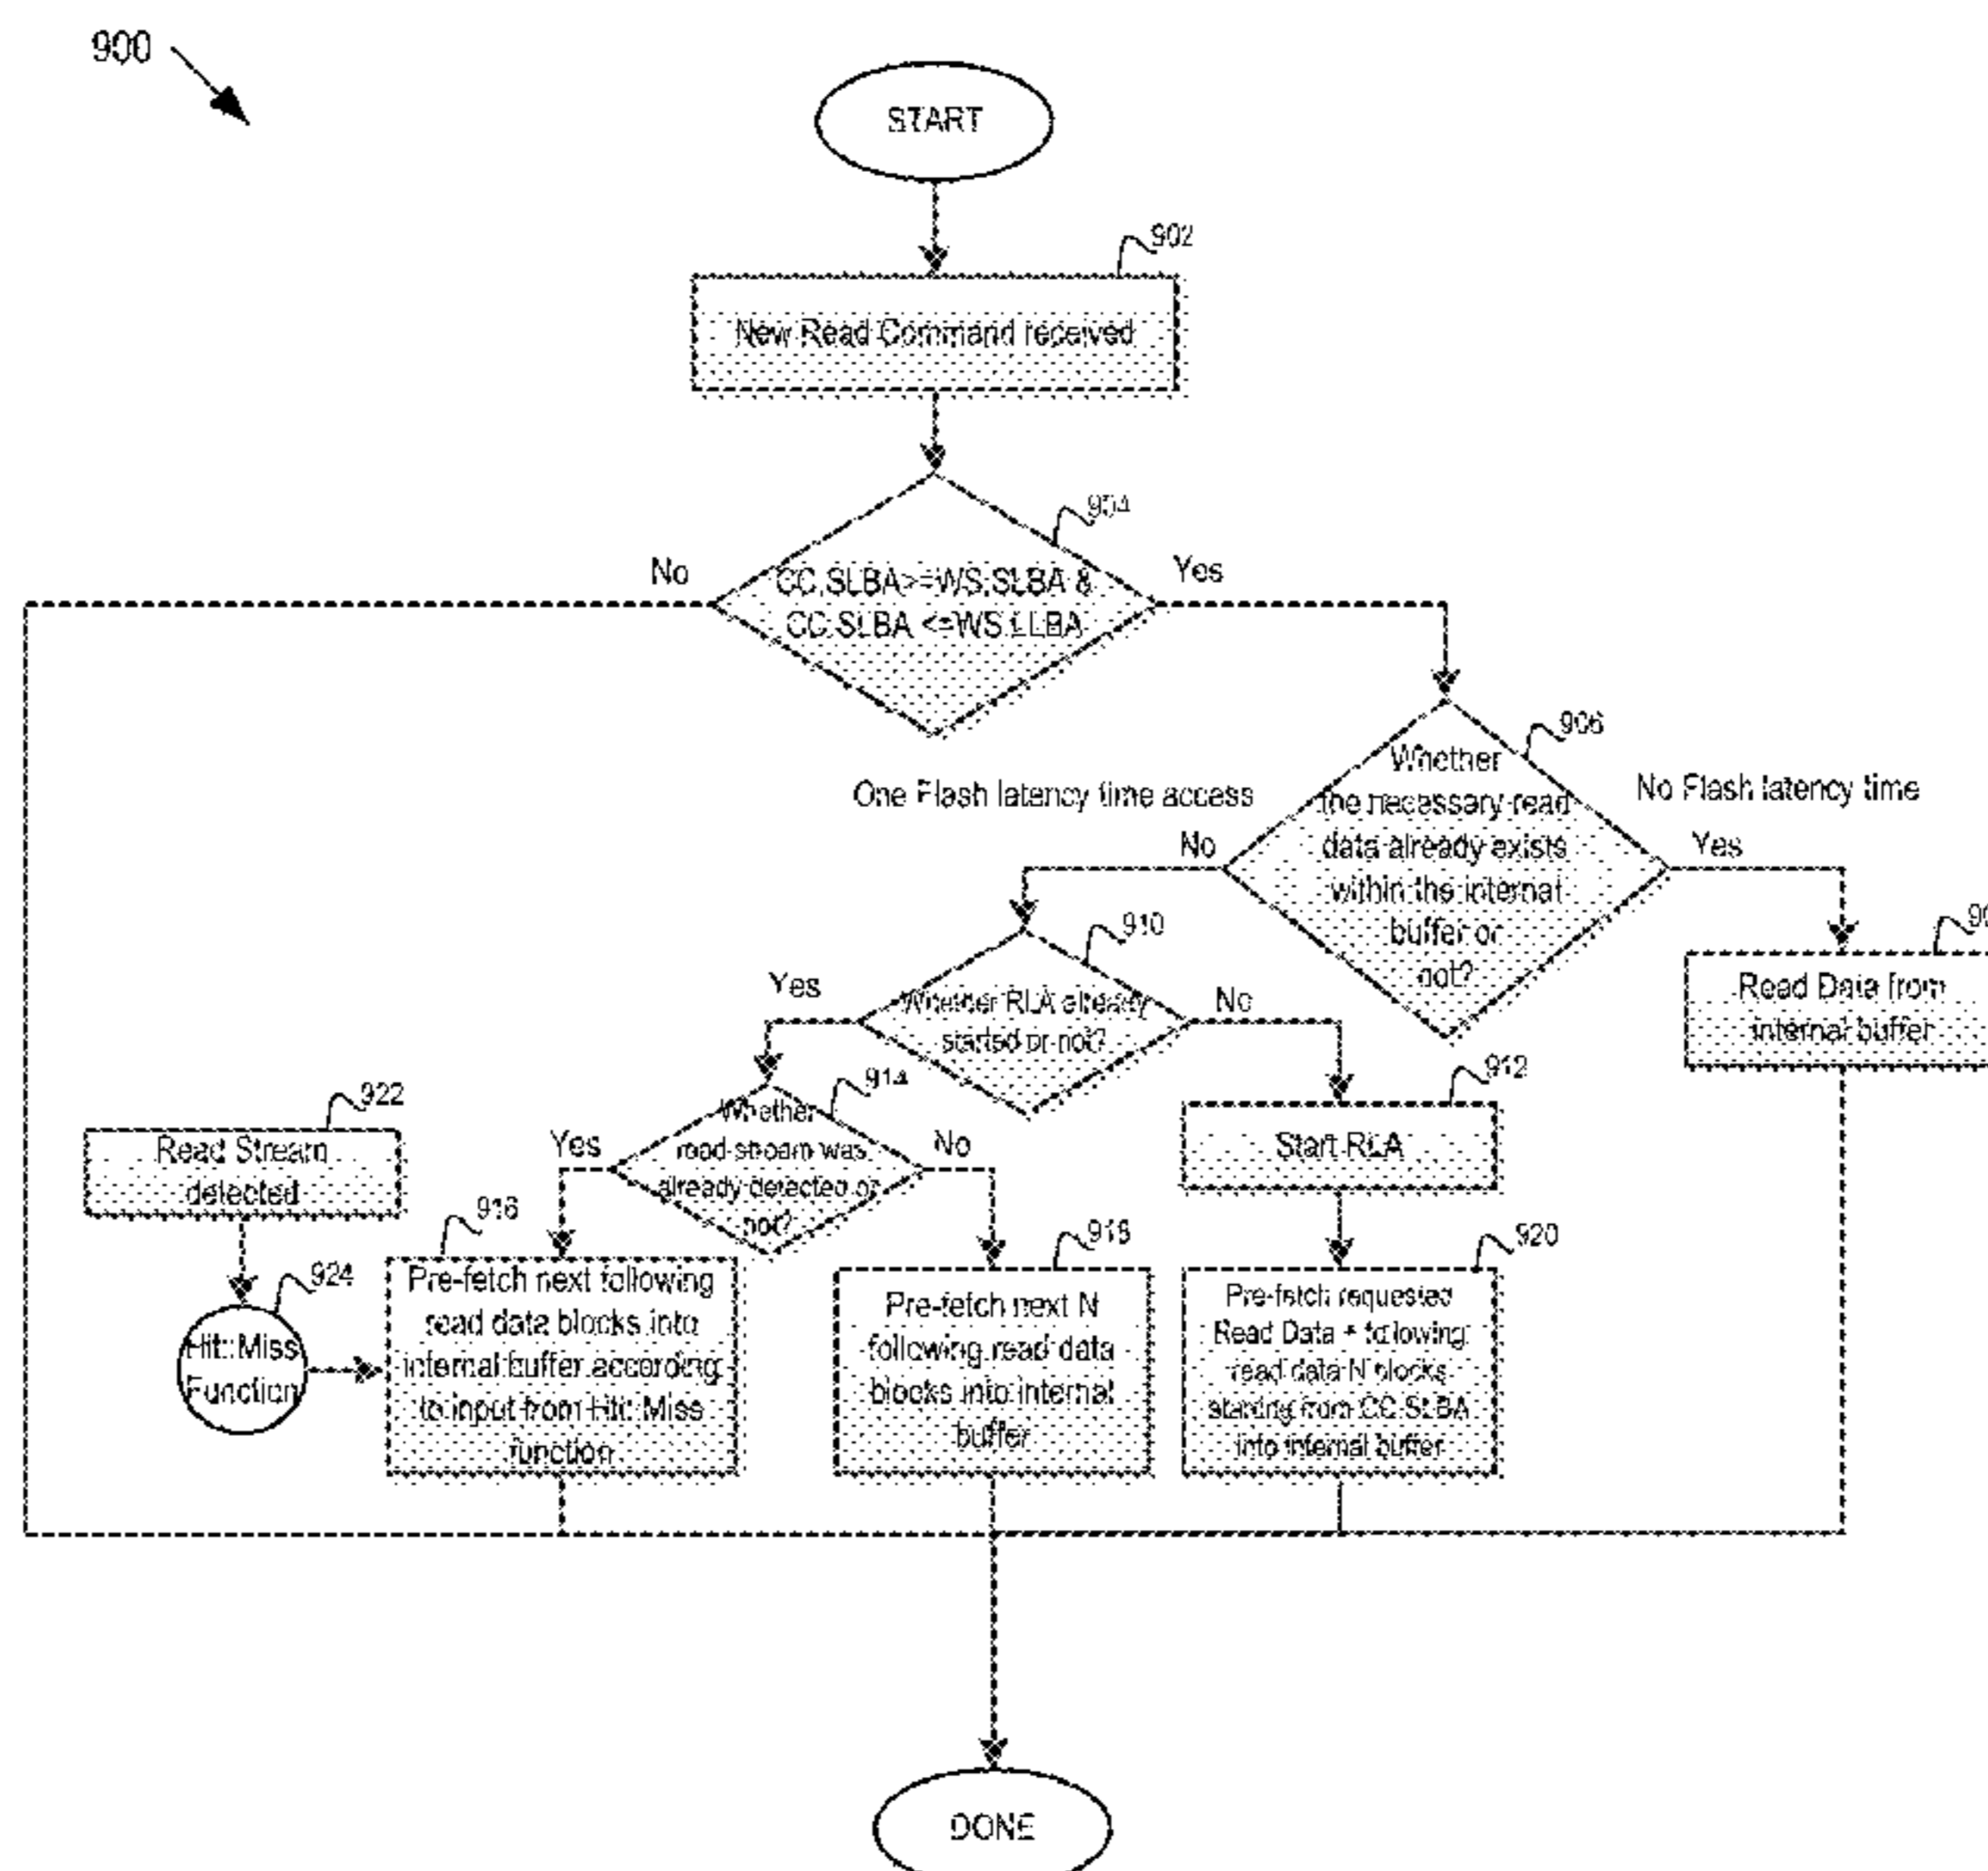 900
START
902
New Read Command received
904
No
CC.SLBA>=WS.SLBA &
CC.SLBA <=WS.LLBA
Yes
906
Whether
the necessary read
data already exists
within the internal
buffer or
not?
One Flash latency time access
No Flash latency time
No
Yes
Read Data from
internal buffer
910
Yes
Whether RLA already
started or not?
No
912
Start RLA
914
Yes
Whether
read stream was
already detected or
not?
No
922
Read Stream
detected
924
Hit::Miss
Function
916
Pre-fetch next following
read data blocks into
internal buffer according
to input from Hit::Miss
function
918
Pre-fetch next N
following read data
blocks into internal
buffer
920
Pre-fetch requested
Read Data + following
read data N blocks
starting from CC.SLBA
into internal buffer
DONE